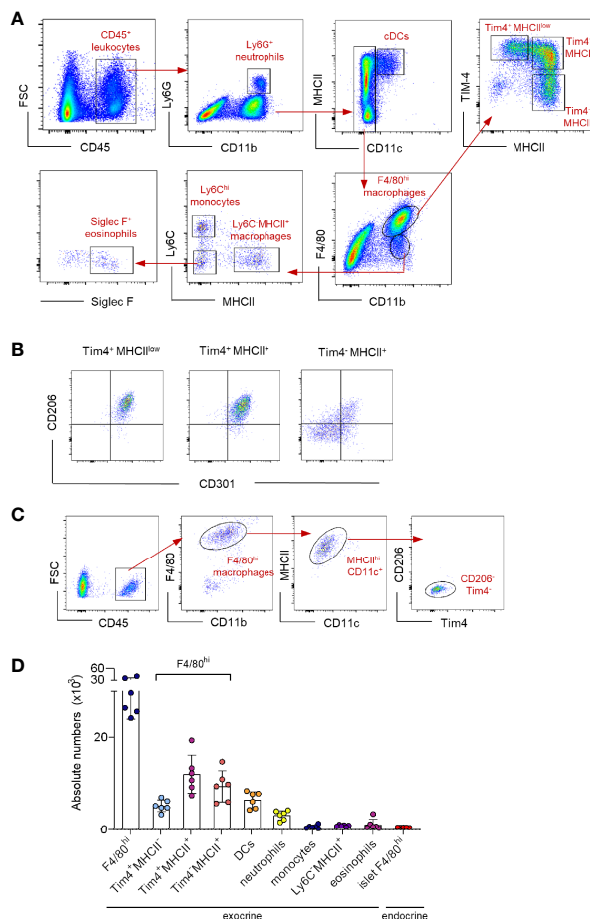 A
CD45⁺
leukocytes
FSC
CD45
Ly6G⁺
neutrophils
Ly6G
CD11b
cDCs
MHCII
CD11c
Tim4⁺ MHCII^low
Tim4
MHCI
Tim4⁻
MHCI
TIM-4
MHCII
Siglec F⁺
eosinophils
Siglec F
Ly6C^hi
monocytes
Ly6C⁻MHCII⁺
macrophages
Ly6C
MHCII
F4/80^hi
macrophages
F4/80
CD11b
B
Tim4⁺ MHCII^low
Tim4⁺ MHCII⁺
Tim4⁻ MHCII⁺
CD206
CD301
C
FSC
CD45
F4/80
F4/80^hi
macrophages
CD11b
MHCII
MHCII^hi
CD11c⁺
CD11c
CD206
CD206⁻
Tim4⁻
Tim4
D
F4/80^hi
Absolute numbers (x10³)
60
30
20
0
F4/80^hi
Tim4⁺MHCII⁻
Tim4⁺MHCII⁺
Tim4⁻MHCII⁺
DCs
neutrophils
monocytes
Ly6C⁻MHCII⁺
eosinophils
islet F4/80^hi
exocrine
endocrine